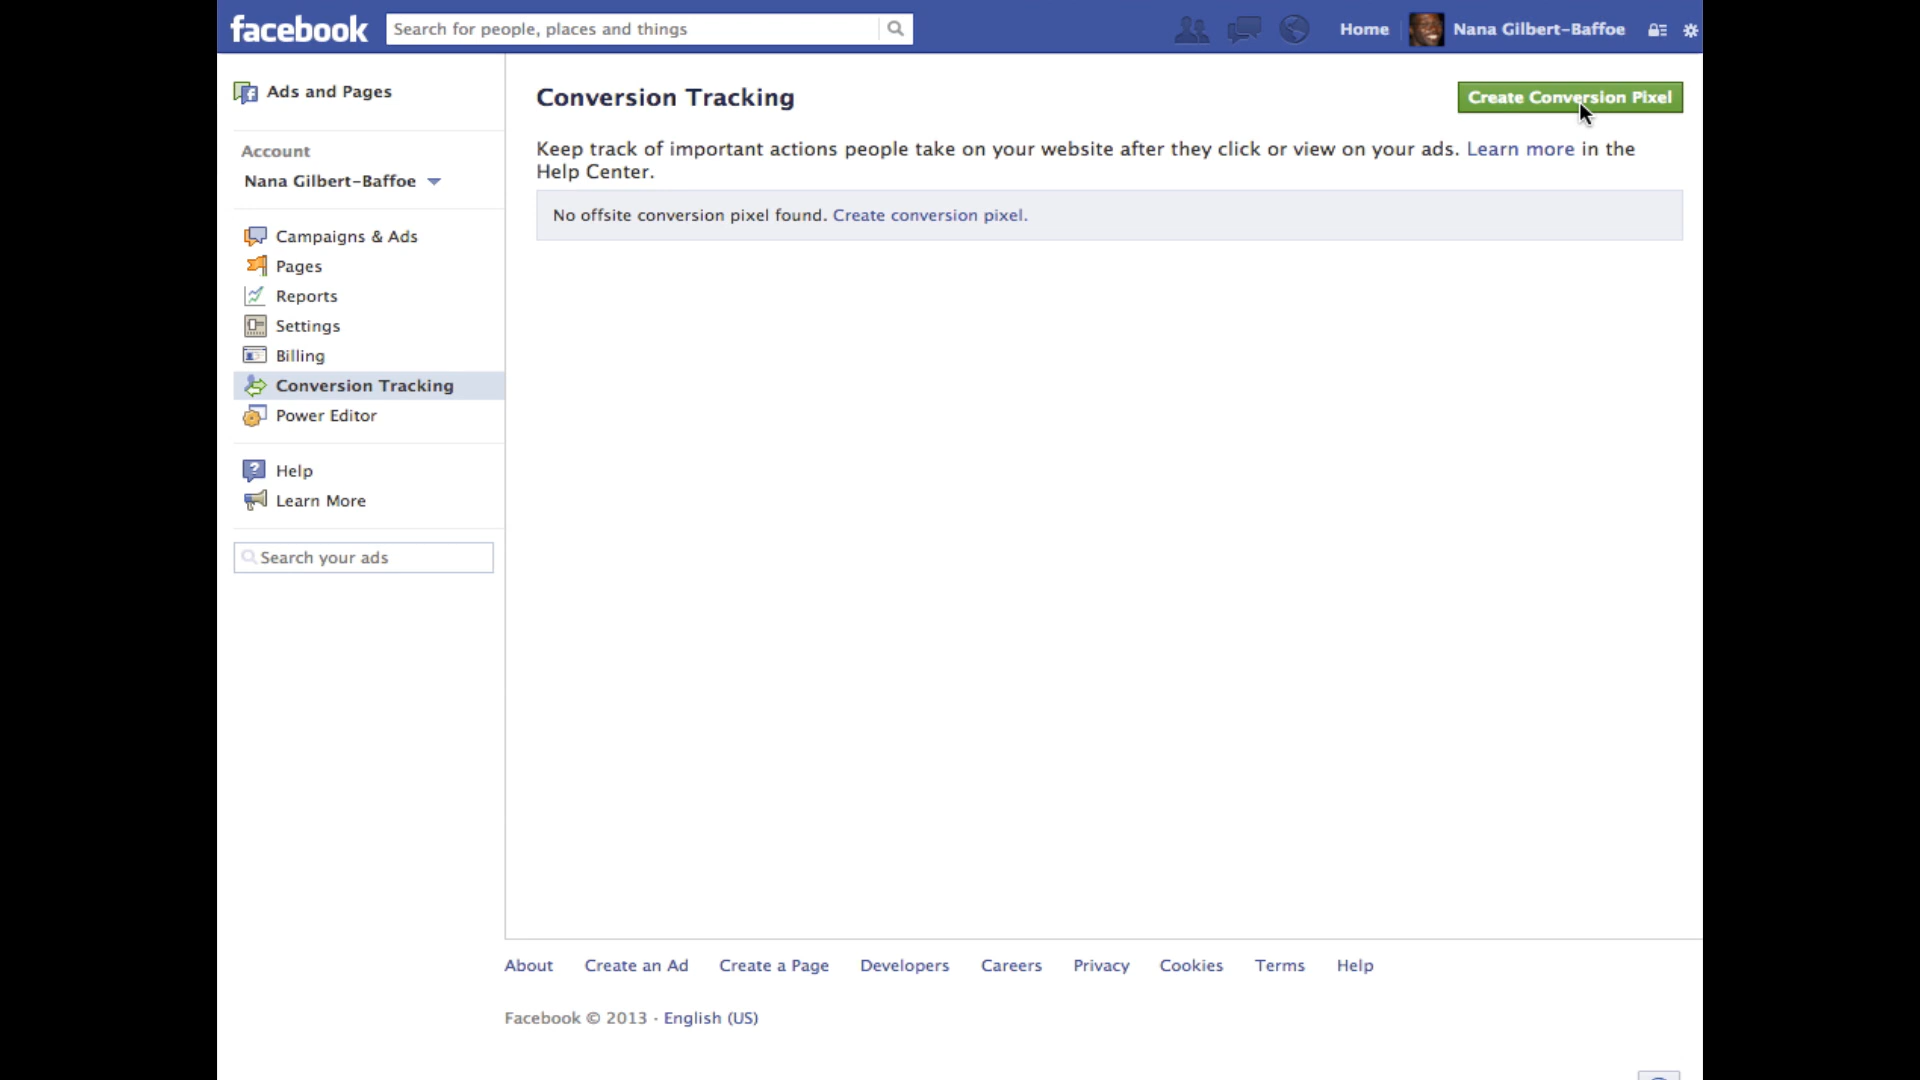 facebook
Search for people, places and things
Home
Nana Gilbert-Baffoe
Ads and Pages
Account
Nana Gilbert-Baffoe
Campaigns & Ads
Pages
Reports
Settings
Billing
Conversion Tracking
Power Editor
Help
Learn More
Search your ads
Conversion Tracking
Create Conversion Pixel
Keep track of important actions people take on your website after they click or view on your ads. Learn more in the
Help Center.
No offsite conversion pixel found. Create conversion pixel.
About Create an Ad Create a Page Developers Careers Privacy Cookies Terms Help
Facebook © 2013 · English (US)